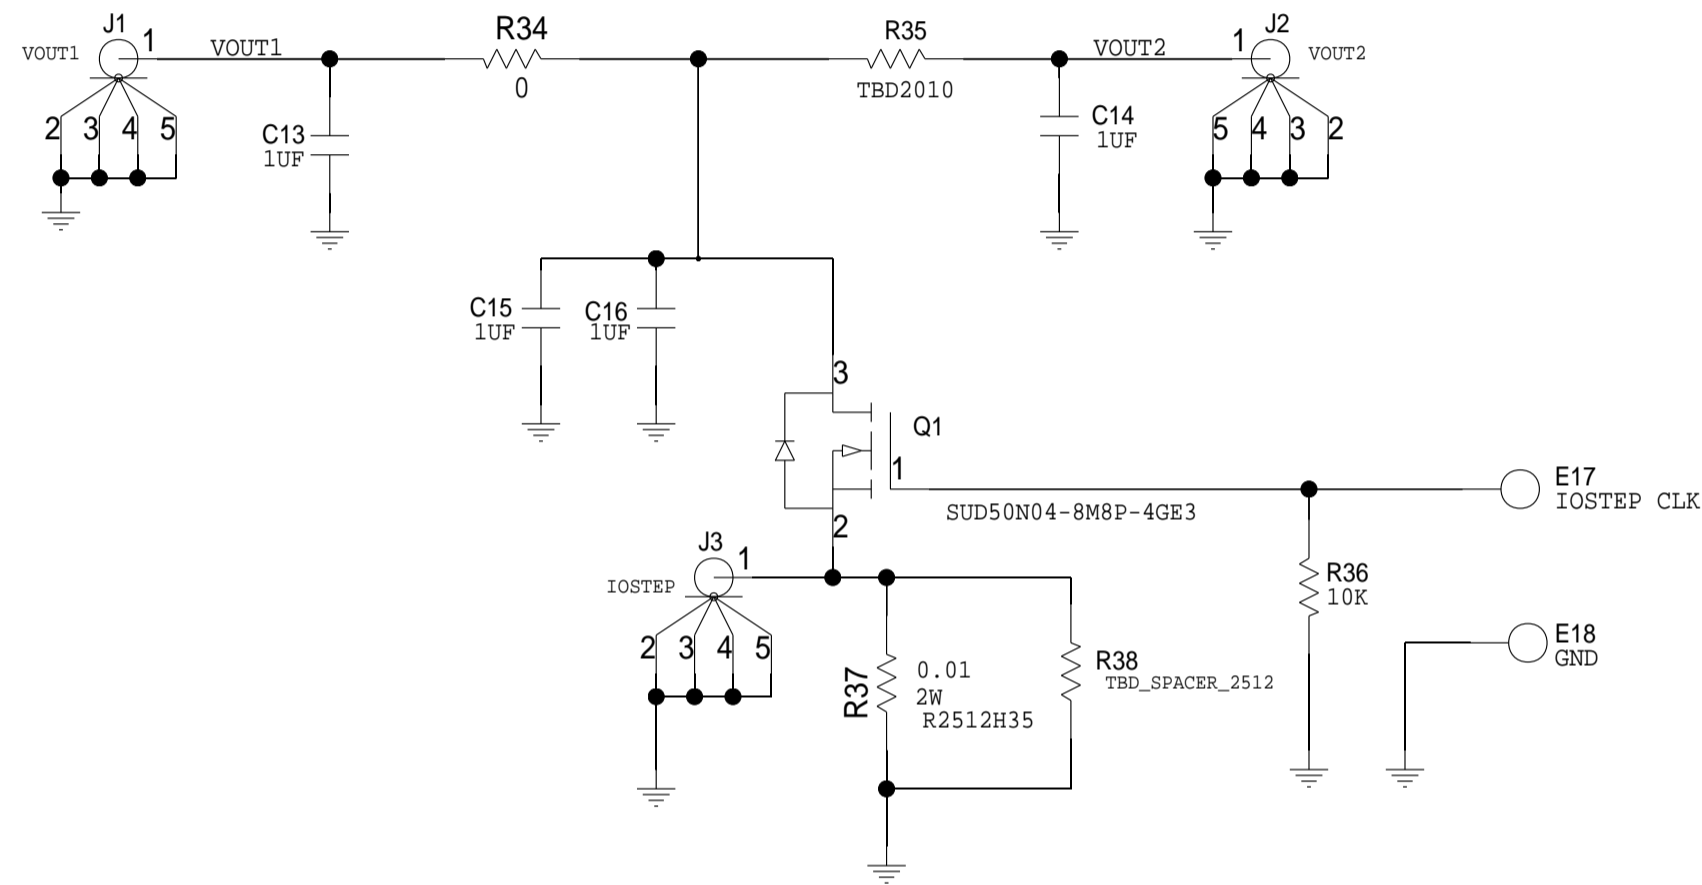 J1
1
VOUT1
VOUT1
R34
0
R35
TBD2010
VOUT2
1
J2
VOUT2
2 3 4 5
C13
1UF
C14
1UF
5 4 3 2
C15
1UF
C16
1UF
3
Q1
1
SUD50N04-8M8P-4GE3
2
E17
IOSTEP CLK
J3
1
IOSTEP
2 3 4 5
R37
0.01
2W
R2512H35
R38
TBD_SPACER_2512
R36
10K
E18
GND